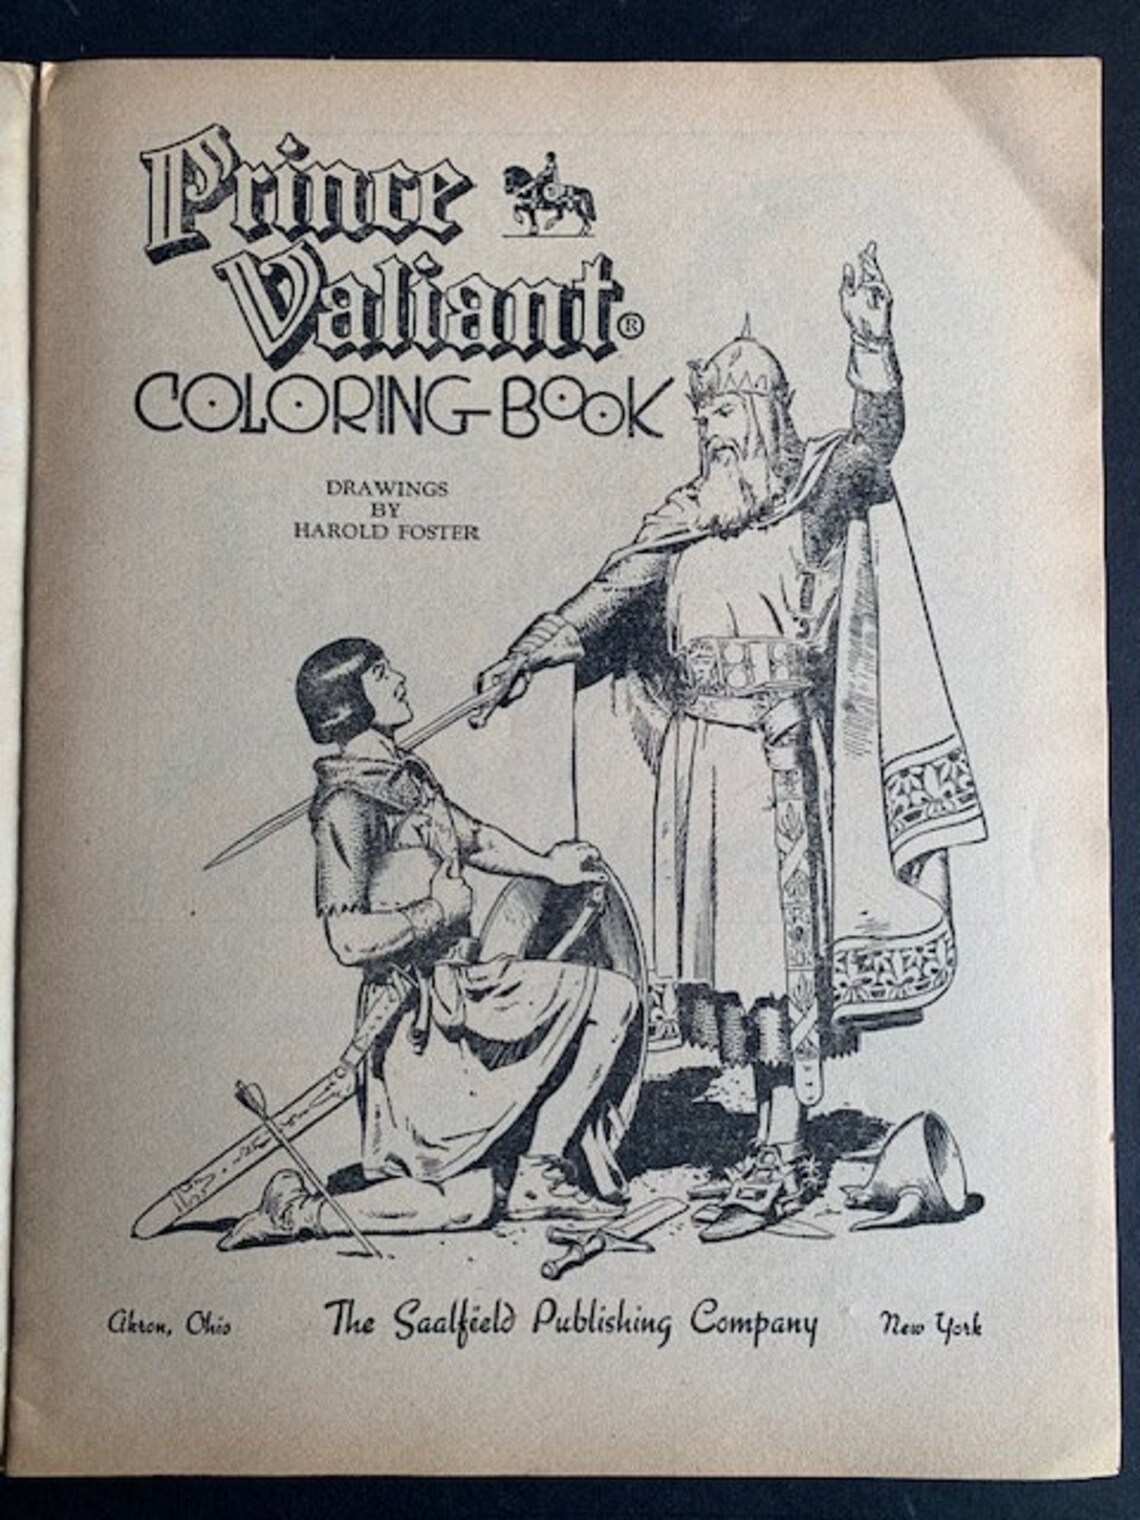 Prince
Valiant®
COLORING BOOK
DRAWINGS
BY
HAROLD FOSTER
Akron, Ohio The Saalfield Publishing Company New York